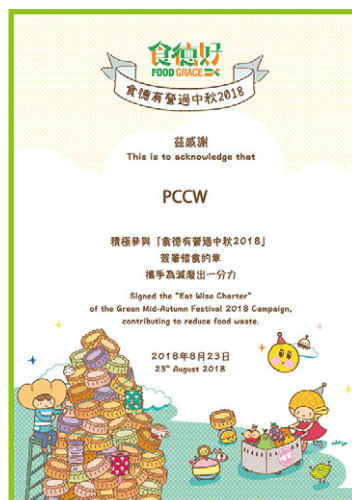 食德好
FOOD GRACE
食德有營過中秋2018
茲感謝
This is to acknowledge that
PCCW
積極參與「食德有營過中秋2018」
簽署惜食約章
攜手為減廢出一分力
Signed the "Eat Wise Charter"
of the Green Mid-Autumn Festival 2018 Campaign,
contributing to reduce food waste.
2018年8月23日
23rd August 2018